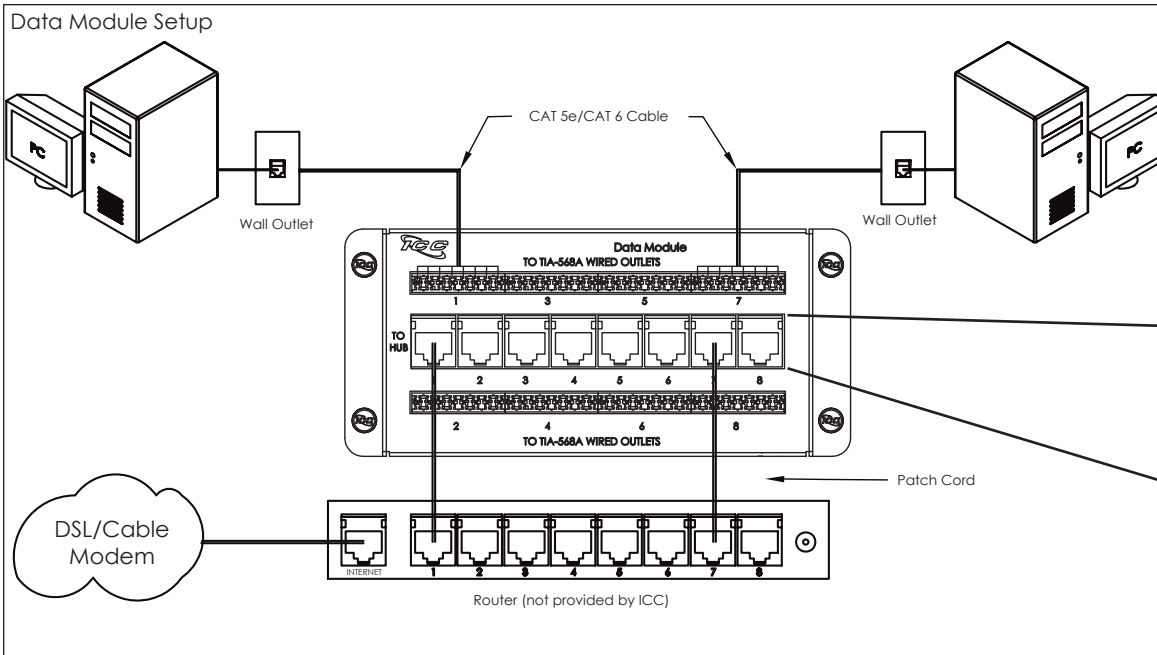 Data Module Setup
PC
PC
CAT 5e/CAT 6 Cable
Wall Outlet
Wall Outlet
ICC
Data Module
TO TIA-568A WIRED OUTLETS
1 3 5 7
TO
HUB
1 2 3 4 5 6 7 8
2 4 6 8
TO TIA-568A WIRED OUTLETS
Patch Cord
DSL/Cable
Modem
INTERNET
1 2 3 4 5 6 7 8
Router (not provided by ICC)